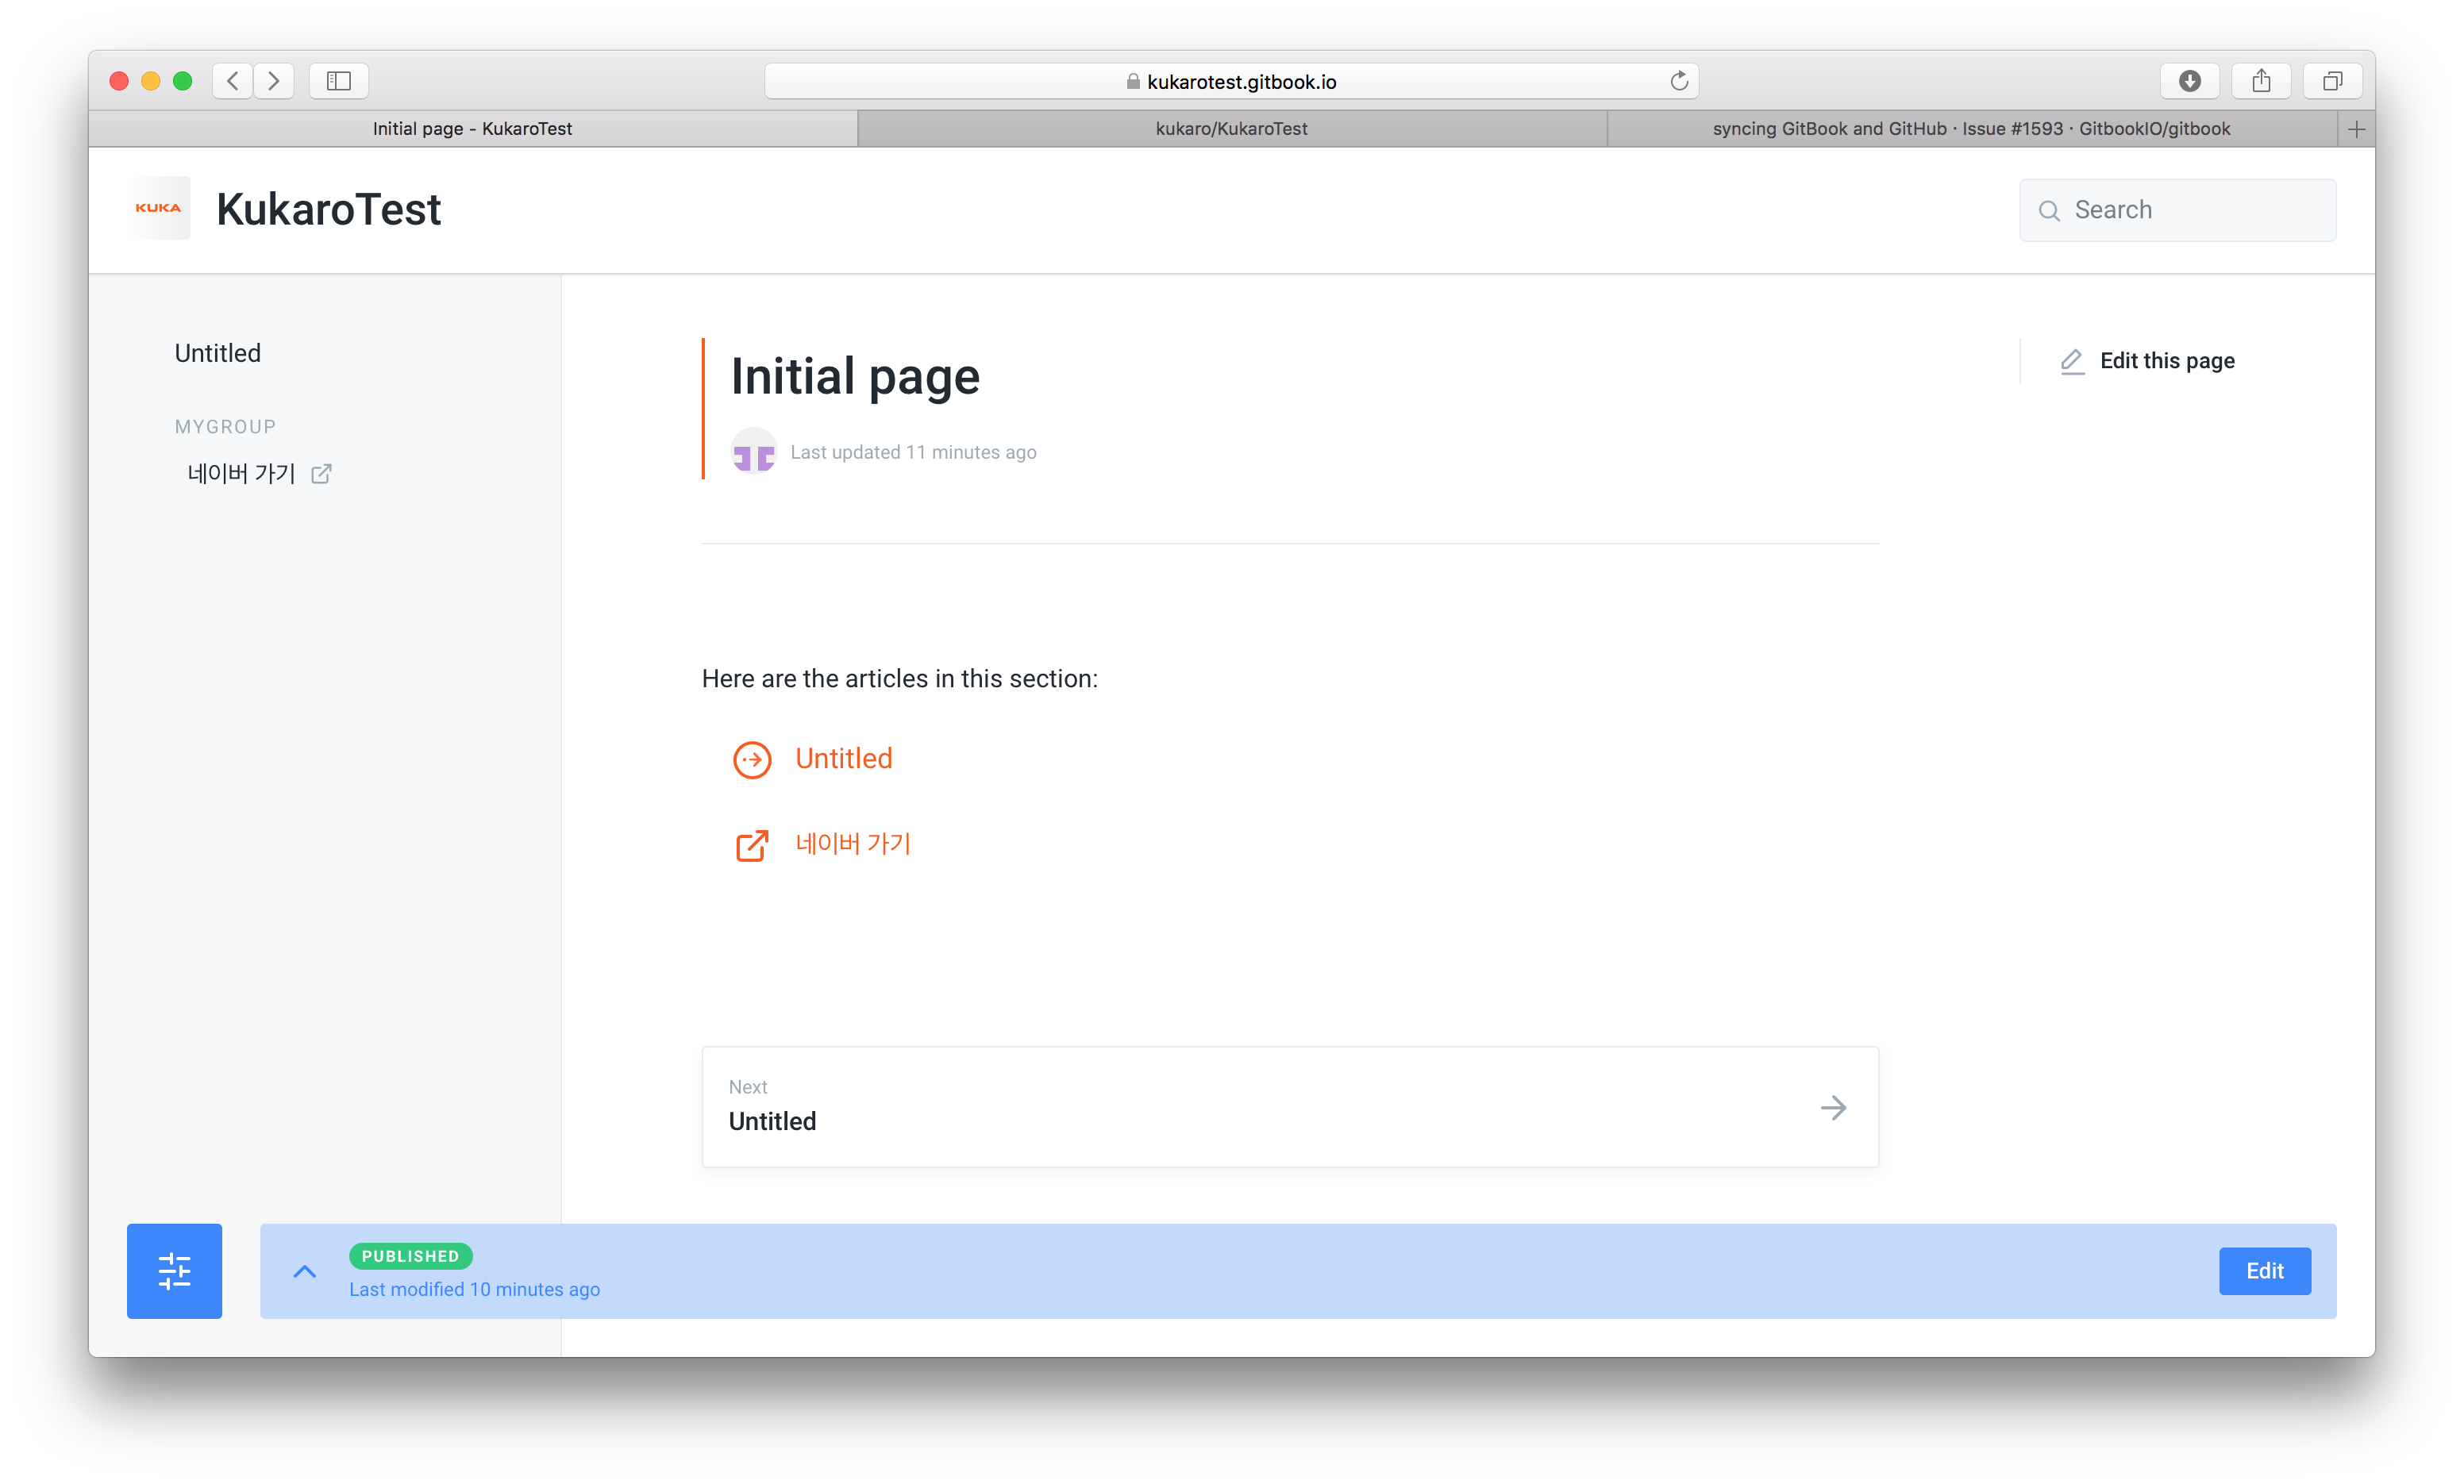 kukarotest.gitbook.io
Initial page - KukaroTest
kukaro/KukaroTest
syncing GitBook and GitHub · Issue #1593 · GitbookIO/gitbook
KUKA
KukaroTest
Search
Untitled
MYGROUP
네이버 가기
Initial page
Last updated 11 minutes ago
Edit this page
Here are the articles in this section:
Untitled
네이버 가기
Next
Untitled
PUBLISHED
Last modified 10 minutes ago
Edit